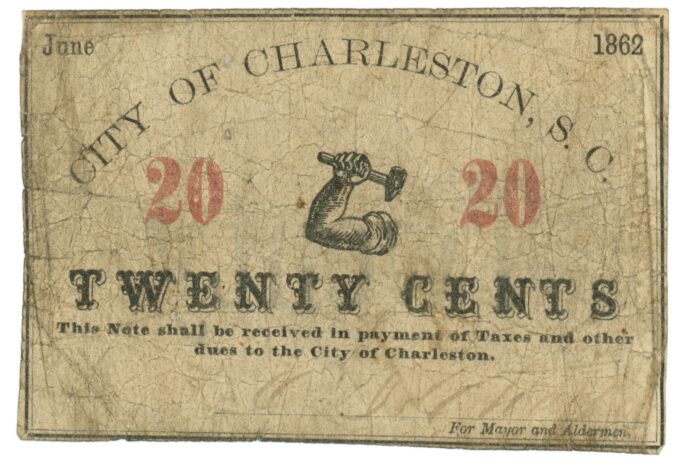 June 1862
CITY OF CHARLESTON, S. C.
20 20
TWENTY CENTS
This Note shall be received in payment of Taxes and other
dues to the City of Charleston.
For Mayor and Aldermen.